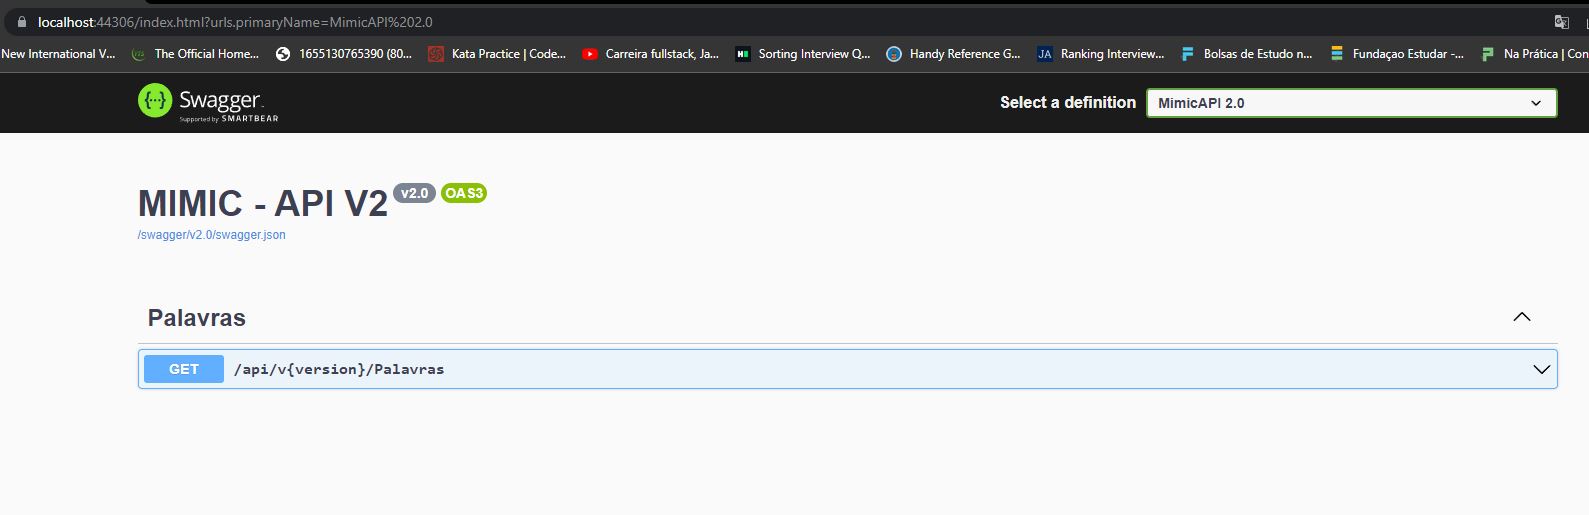 localhost:44306/index.html?urls.primaryName=MimicAPI%202.0
New International V... The Official Home... 1655130765390 (80... Kata Practice | Code... Carreira fullstack, Ja... Sorting Interview Q... Handy Reference G... JA Ranking Interview... Bolsas de Estudo n... Fundaçao Estudar -... Na Prática | Con
{··} Swagger. Select a definition MimicAPI 2.0
Supported by SMARTBEAR
MIMIC - API V2 v2.0 OAS3
/swagger/v2.0/swagger.json
Palavras
GET /api/v{version}/Palavras